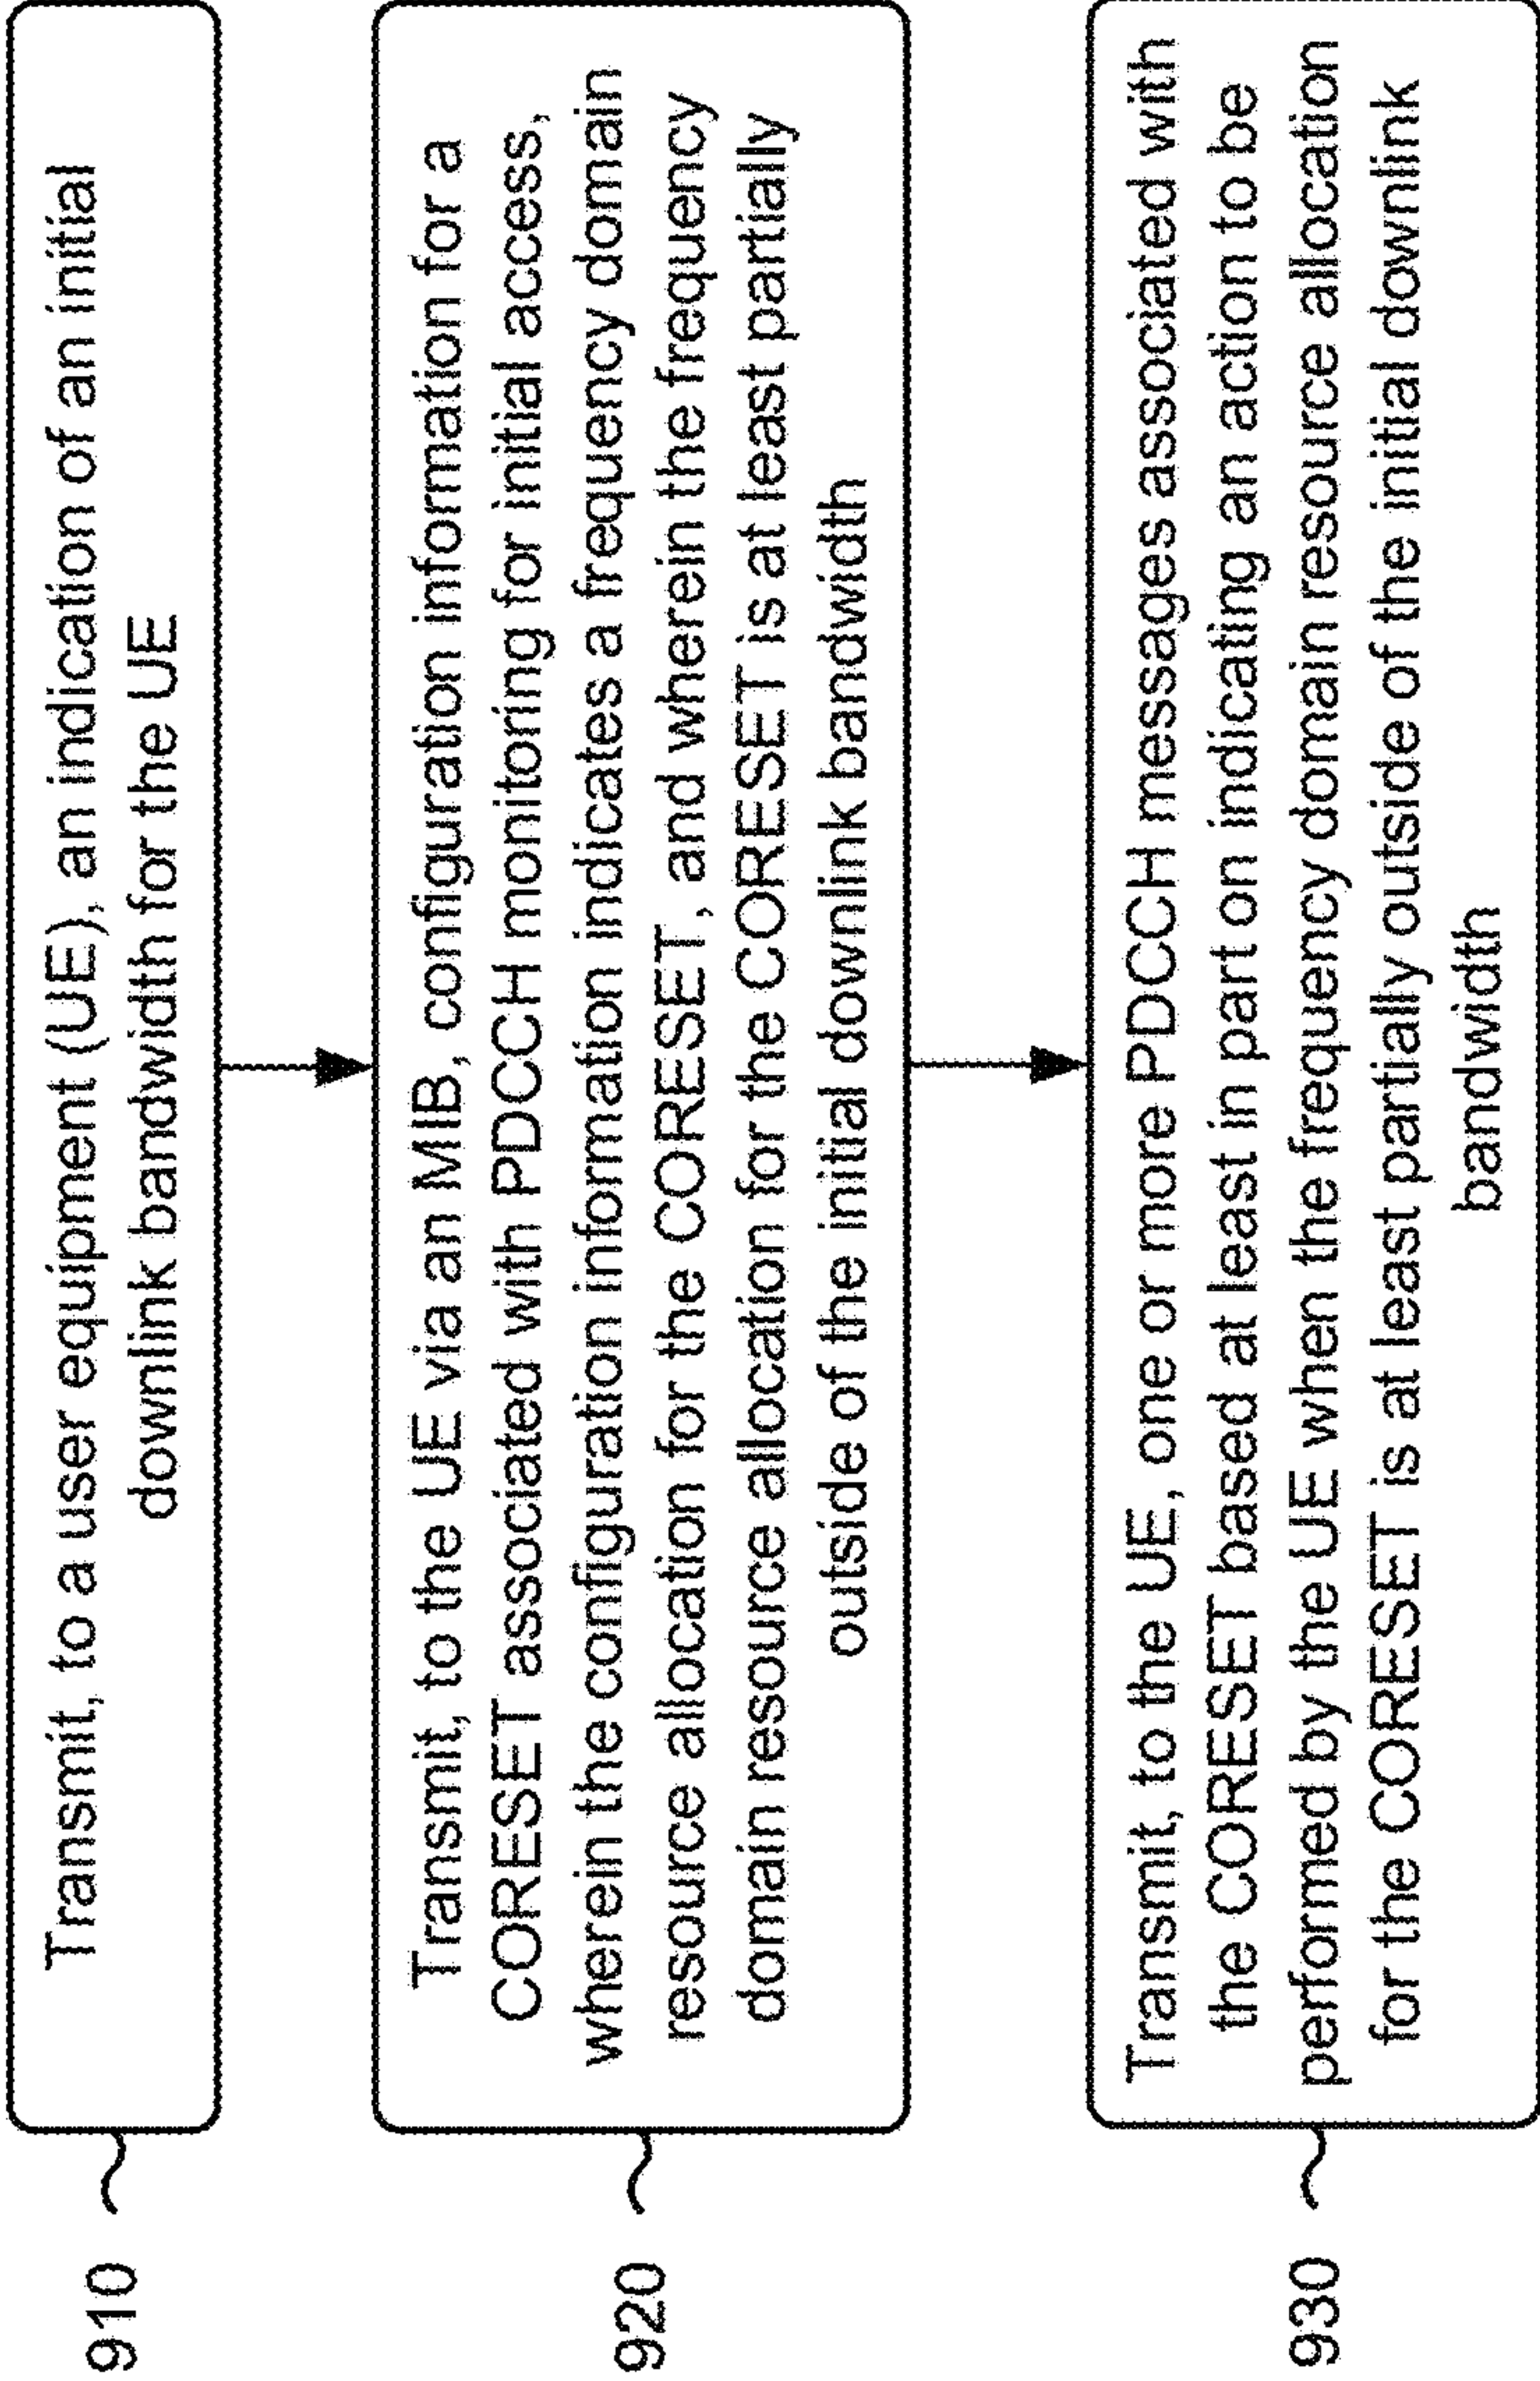 910
Transmit, to a user equipment (UE), an indication of an initial
downlink bandwidth for the UE
920
Transmit, to the UE via an MIB, configuration information for a
CORESET associated with PDCCH monitoring for initial access,
wherein the configuration information indicates a frequency domain
resource allocation for the CORESET, and wherein the frequency
domain resource allocation for the CORESET is at least partially
outside of the initial downlink bandwidth
930
Transmit, to the UE, one or more PDCCH messages associated with
the CORESET based at least in part on indicating an action to be
performed by the UE when the frequency domain resource allocation
for the CORESET is at least partially outside of the initial downlink
bandwidth